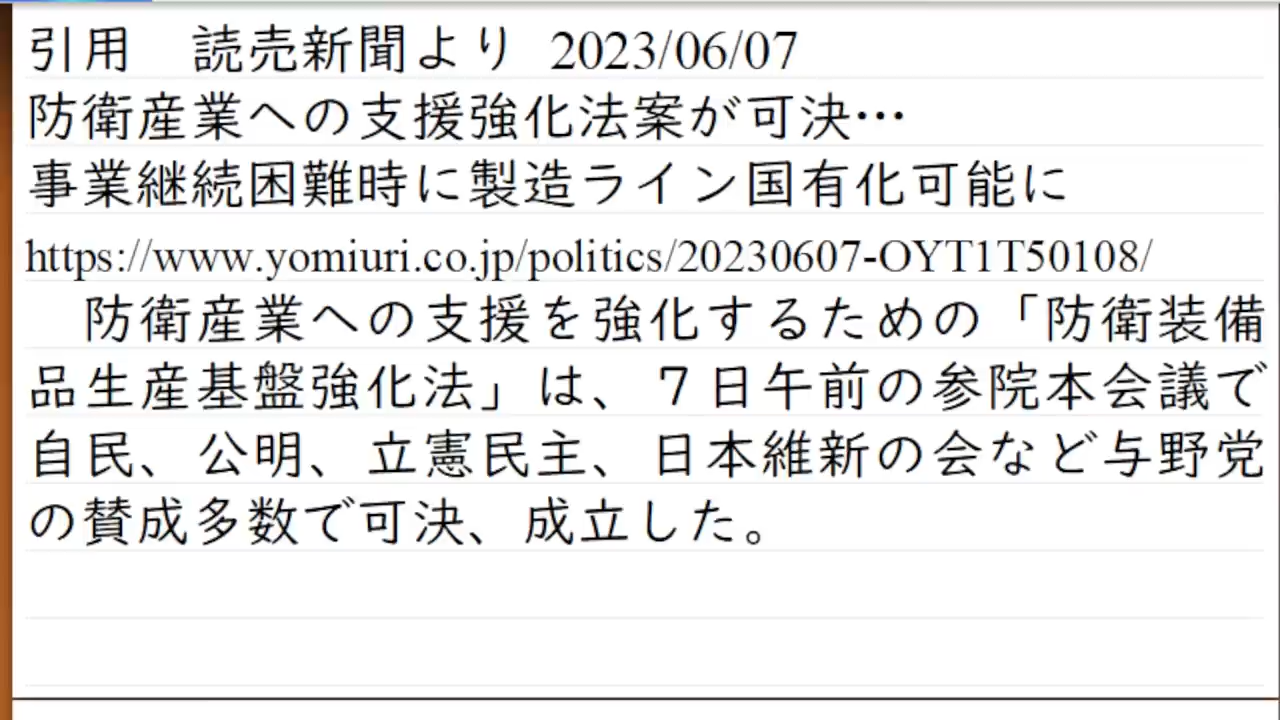 引用　読売新聞より 2023/06/07
防衛産業への支援強化法案が可決…
事業継続困難時に製造ライン国有化可能に
https://www.yomiuri.co.jp/politics/20230607-OYT1T50108/
　防衛産業への支援を強化するための「防衛装備
品生産基盤強化法」は、７日午前の参院本会議で
自民、公明、立憲民主、日本維新の会など与野党
の賛成多数で可決、成立した。